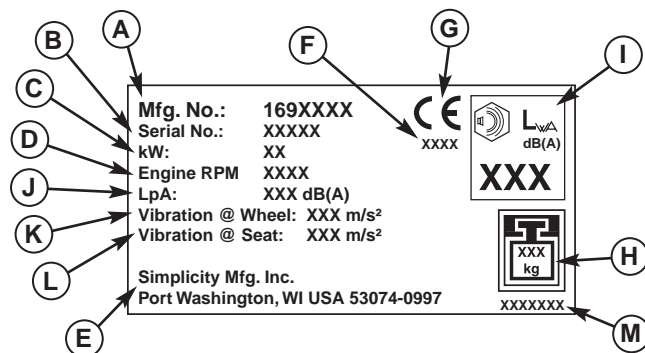 A
B
C
D
J
K
L
E
F
G
I
H
M
Mfg. No.: 169XXXX
Serial No.: XXXXX
kW: XX
Engine RPM XXXX
LpA: XXX dB(A)
Vibration @ Wheel: XXX m/s²
Vibration @ Seat: XXX m/s²
Simplicity Mfg. Inc.
Port Washington, WI USA 53074-0997
CE
XXXX
LWA
dB(A)
XXX
XXX
kg
XXXXXXX